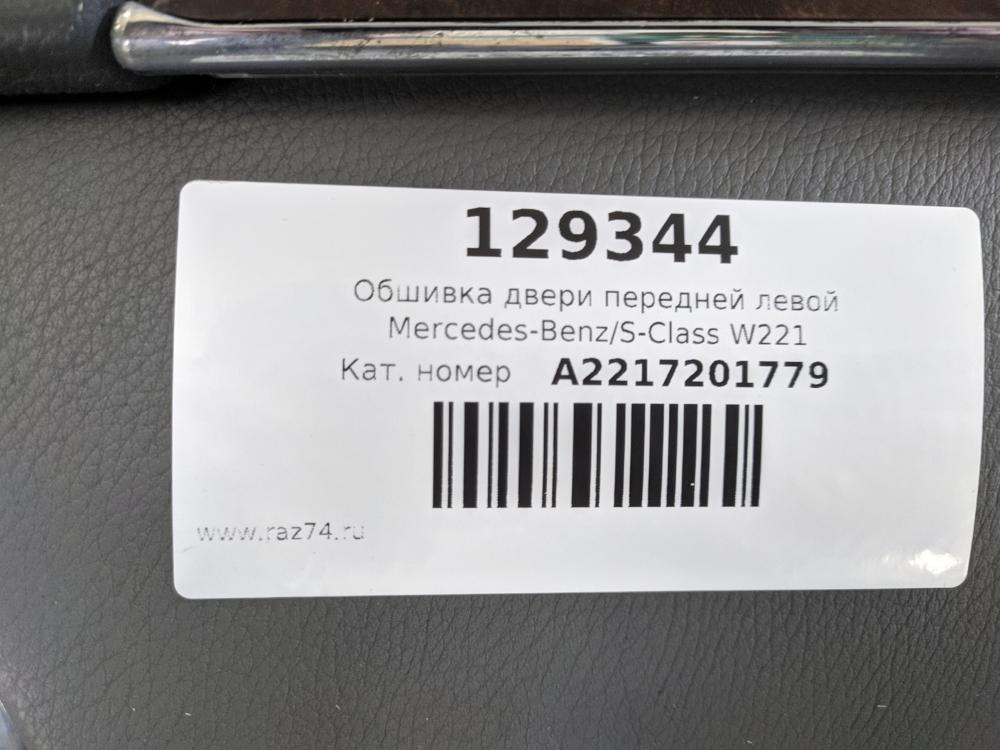 129344
Обшивка двери передней левой
Mercedes-Benz/S-Class W221
Кат. номер A2217201779
www.raz74.ru